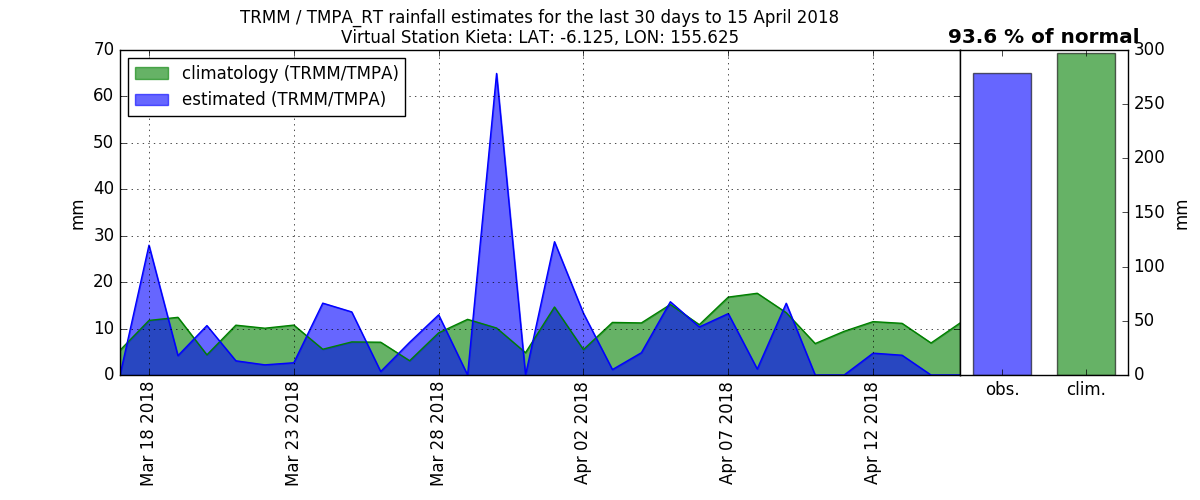 TRMM / TMPA_RT rainfall estimates for the last 30 days to 15 April 2018
Virtual Station Kieta: LAT: -6.125, LON: 155.625
93.6 % of normal
climatology (TRMM/TMPA)
estimated (TRMM/TMPA)
70
60
50
40
30
20
10
0
mm
Mar 18 2018
Mar 23 2018
Mar 28 2018
Apr 02 2018
Apr 07 2018
Apr 12 2018
obs.
clim.
300
250
200
150
100
50
0
mm